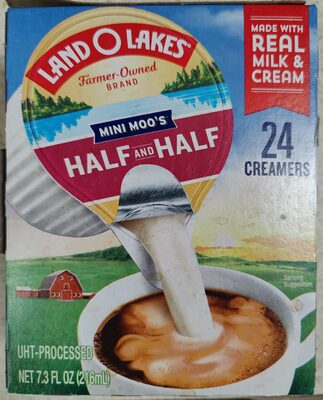 LAND O LAKES®
Farmer-Owned
BRAND
MINI MOO'S
HALF AND HALF
MADE WITH
REAL
MILK &
CREAM
24
CREAMERS
Serving
Suggestion
UHT-PROCESSED
NET 7.3 FL OZ (216mL)